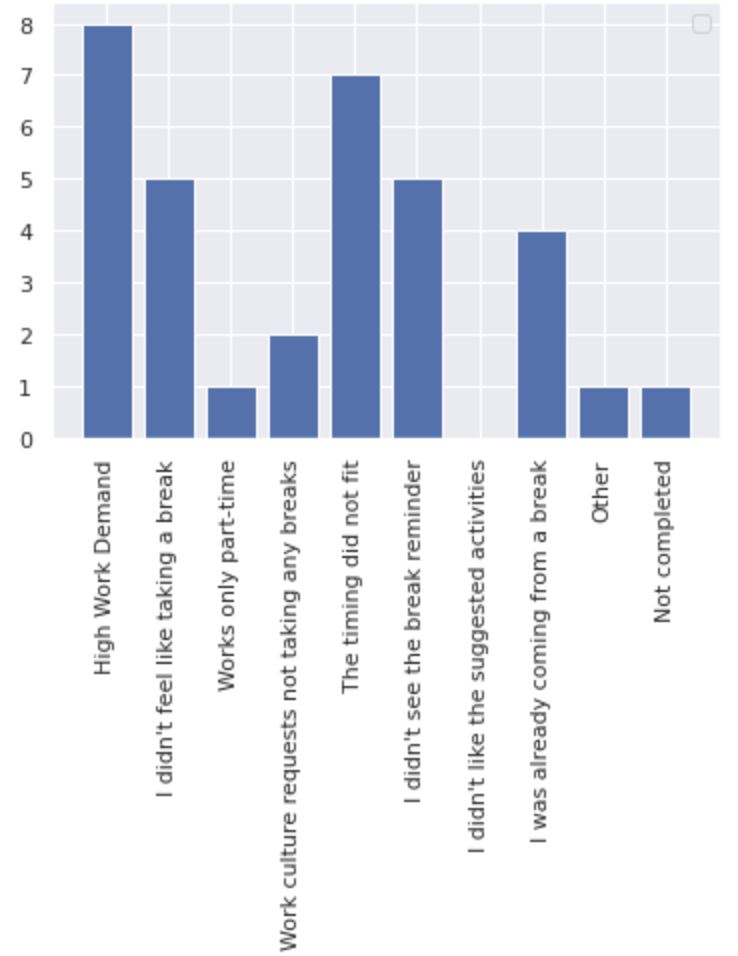 8
7
6
5
4
3
2
1
0
High Work Demand
I didn't feel like taking a break
Works only part-time
Work culture requests not taking any breaks
The timing did not fit
I didn't see the break reminder
I didn't like the suggested activities
I was already coming from a break
Other
Not completed